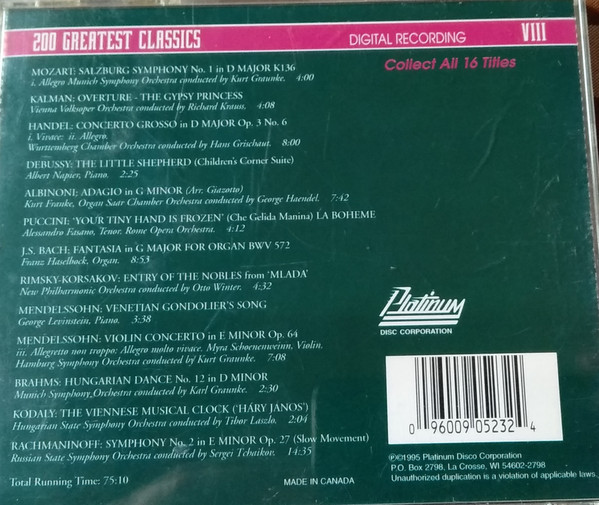 200 GREATEST CLASSICS DIGITAL RECORDING VIII
Collect All 16 Titles
MOZART: SALZBURG SYMPHONY No. 1 in D MAJOR K136
i. Allegro Munich Symphony Orchestra conducted by Kurt Graunke. 4:00
KALMAN: OVERTURE - THE GYPSY PRINCESS
Vienna Volksoper Orchestra conducted by Richard Kraus. 4:08
HANDEL: CONCERTO GROSSO in D MAJOR Op. 3 No. 6
i. Vivace: ii. Allegro.
Wurttemberg Chamber Orchestra conducted by Hans Grischaut. 8:00
DEBUSSY: THE LITTLE SHEPHERD (Children's Corner Suite)
Albert Napier, Piano. 2:25
ALBINONI; ADAGIO in G MINOR (Arr. Giazotto)
Kurt Franke, Organ Saar Chamber Orchestra conducted by George Haendel. 7:42
PUCCINI: 'YOUR TINY HAND IS FROZEN' (Che Gelida Manina) LA BOHEME
Alessandro Fasano, Tenor. Rome Opera Orchestra. 4:12
J.S. BACH; FANTASIA in G MAJOR FOR ORGAN BWV 572
Franz Haselbock, Organ. 8:53
RIMSKY-KORSAKOV: ENTRY OF THE NOBLES from 'MLADA'
New Philharmonic Orchestra conducted by Otto Winter. 4:32
MENDELSSOHN: VENETIAN GONDOLIER'S SONG
George Levinstein, Piano. 3:38
MENDELSSOHN: VIOLIN CONCERTO in E MINOR Op. 64
iii. Allegretto non troppo; Allegro molto vivace. Myra Schoenenweinn, Violin.
Hamburg Symphony Orchestra conducted by Kurt Graunke. 7:08
BRAHMS: HUNGARIAN DANCE No. 12 in D MINOR
Munich Symphony Orchestra conducted by Karl Graunke. 2:30
KODALY: THE VIENNESE MUSICAL CLOCK ('HÁRY JÁNOS')
Hungarian State Symphony Orchestra conducted by Tibor Laszlo. 2:04
RACHMANINOFF: SYMPHONY No. 2 in E MINOR Op. 27 (Slow Movement)
Russian State Symphony Orchestra conducted by Sergei Tchaikov. 14:35
Total Running Time: 75:10
MADE IN CANADA
Platinum
DISC CORPORATION
0 96009 05232 4
℗©1995 Platinum Disco Corporation
P.O. Box 2798, La Crosse, WI 54602-2798
Unauthorized duplication is a violation of applicable laws.